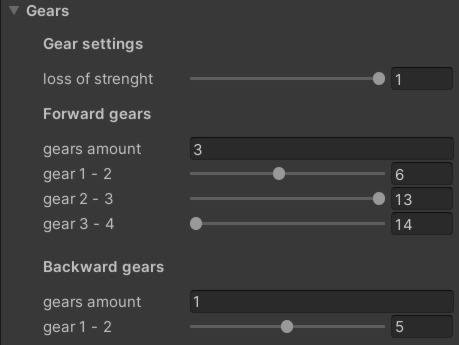 Gears
Gear settings
loss of strenght 1
Forward gears
gears amount 3
gear 1 - 2 6
gear 2 - 3 13
gear 3 - 4 14
Backward gears
gears amount 1
gear 1 - 2 5